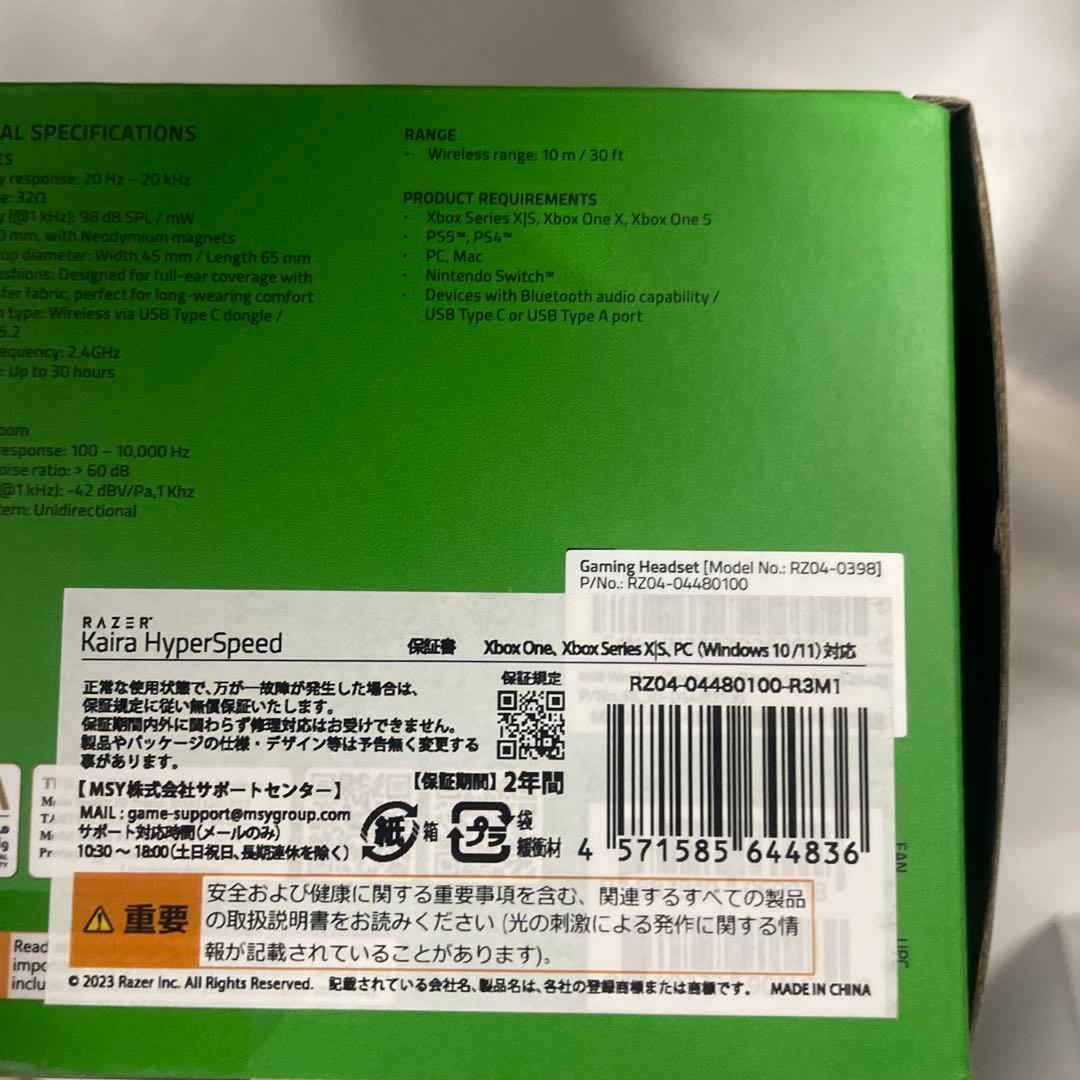 AL SPECIFICATIONS
ES
y response: 20 Hz – 20 kHz
e: 32Ω
y (@1 kHz): 98 dB SPL / mW
0 mm, with Neodymium magnets
up diameter: Width 45 mm / Length 65 mm
ushions: Designed for full-ear coverage with
fer fabric, perfect for long-wearing comfort
n type: Wireless via USB Type C dongle /
5.2
equency: 2.4GHz
: Up to 30 hours
oom
esponse: 100 – 10,000 Hz
oise ratio: > 60 dB
@1 kHz): -42 dBV/Pa,1 Khz
tern: Unidirectional
RANGE
· Wireless range: 10 m / 30 ft
PRODUCT REQUIREMENTS
· Xbox Series X|S, Xbox One X, Xbox One S
· PS5™, PS4™
· PC, Mac
· Nintendo Switch™
· Devices with Bluetooth audio capability /
USB Type C or USB Type A port
Gaming Headset [Model No.: RZ04-0398]
P/No.: RZ04-04480100
RAZER™
Kaira HyperSpeed
保証書
Xbox One、Xbox Series X|S、PC (Windows 10 /11) 対応
正常な使用状態で、万が一故障が発生した場合は、
保証規定に従い無償保証いたします。
保証期間内外に関わらず修理対応はお受けできません。
製品やパッケージの仕様・デザイン等は予告無く変更する
事があります。
保証規定
RZ04-04480100-R3M1
【MSY株式会社サポートセンター】
【保証期間】2年間
MAIL : game-support@msygroup.com
サポート対応時間(メールのみ)
10:30 ～ 18:00(土日祝日、長期連休を除く)
紙 箱
プラ 袋
緩衝材
4 571585 644836
重要
安全および健康に関する重要事項を含む、関連するすべての製品
の取扱説明書をお読みください (光の刺激による発作に関する情
報が記載されていることがあります)。
© 2023 Razer Inc. All Rights Reserved. 記載されている会社名、製品名は、各社の登録商標または商標です。 MADE IN CHINA
Read
impo
inclu
EAN
UPC